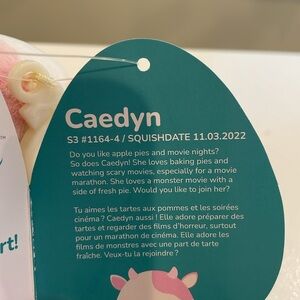 Caedyn
S3 #1164-4 / SQUISHDATE 11.03.2022
Do you like apple pies and movie nights?
So does Caedyn! She loves baking pies and
watching scary movies, especially for a movie
marathon. She loves a monster movie with a
side of fresh pie. Would you like to join her?
Tu aimes les tartes aux pommes et les soirées
cinéma ? Caedyn aussi ! Elle adore préparer des
tartes et regarder des films d'horreur, surtout
pour un marathon de cinéma. Elle adore les
films de monstres avec une part de tarte
fraîche. Veux-tu la rejoindre ?
rt!